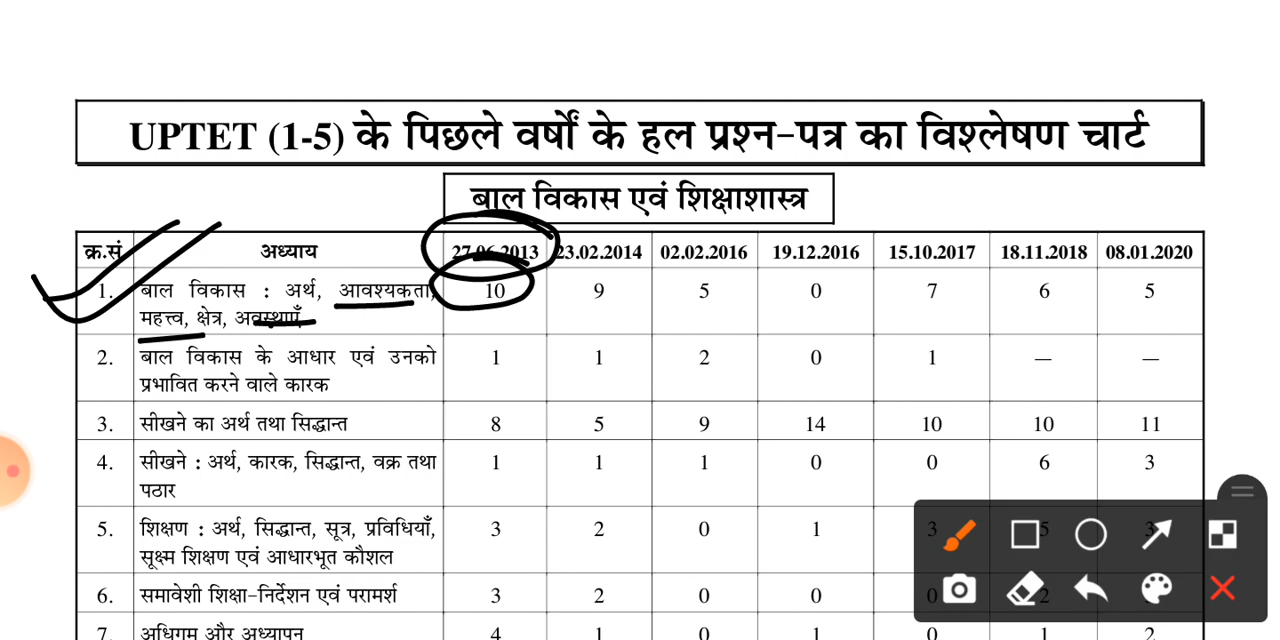 UPTET (1-5) के पिछले वर्षों के हल प्रश्न-पत्र का विश्लेषण चार्ट
बाल विकास एवं शिक्षाशास्त्र
क्र.सं. अध्याय 27.06.2013 23.02.2014 02.02.2016 19.12.2016 15.10.2017 18.11.2018 08.01.2020
1. बाल विकास : अर्थ, आवश्यकता, 10 9 5 0 7 6 5
महत्त्व, क्षेत्र, अवस्थाएँ
2. बाल विकास के आधार एवं उनको 1 1 2 0 1 — —
प्रभावित करने वाले कारक
3. सीखने का अर्थ तथा सिद्धान्त 8 5 9 14 10 10 11
4. सीखने : अर्थ, कारक, सिद्धान्त, वक्र तथा 1 1 1 0 0 6 3
पठार
5. शिक्षण : अर्थ, सिद्धान्त, सूत्र, प्रविधियाँ, 3 2 0 1 3 5 3
सूक्ष्म शिक्षण एवं आधारभूत कौशल
6. समावेशी शिक्षा-निर्देशन एवं परामर्श 3 2 0 0 0 2
7. अधिगम और अध्यापन 4 1 0 1 0 1 2